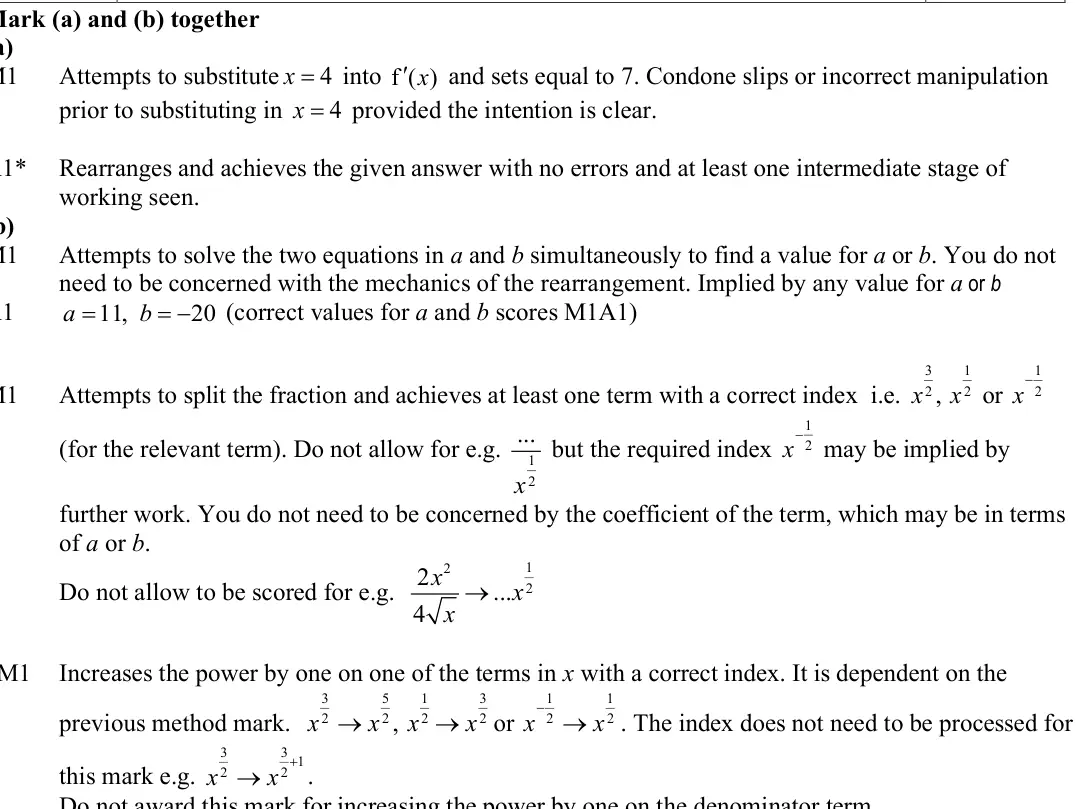 Mark (a) and (b) together
a)
M1 Attempts to substitute x = 4 into f′(x) and sets equal to 7. Condone slips or incorrect manipulation
prior to substituting in x = 4 provided the intention is clear.
A1* Rearranges and achieves the given answer with no errors and at least one intermediate stage of
working seen.
b)
M1 Attempts to solve the two equations in a and b simultaneously to find a value for a or b. You do not
need to be concerned with the mechanics of the rearrangement. Implied by any value for a or b
A1 a = 11, b = −20 (correct values for a and b scores M1A1)
M1 Attempts to split the fraction and achieves at least one term with a correct index i.e. x^(3/2), x^(1/2) or x^(−1/2)
(for the relevant term). Do not allow for e.g. .../x^(1/2) but the required index x^(−1/2) may be implied by
further work. You do not need to be concerned by the coefficient of the term, which may be in terms
of a or b.
Do not allow to be scored for e.g. 2x²/4√x → ...x^(1/2)
M1 Increases the power by one on one of the terms in x with a correct index. It is dependent on the
previous method mark. x^(3/2) → x^(5/2), x^(1/2) → x^(3/2) or x^(−1/2) → x^(1/2). The index does not need to be processed for
this mark e.g. x^(3/2) → x^(3/2+1).
Do not award this mark for increasing the power by one on the denominator term